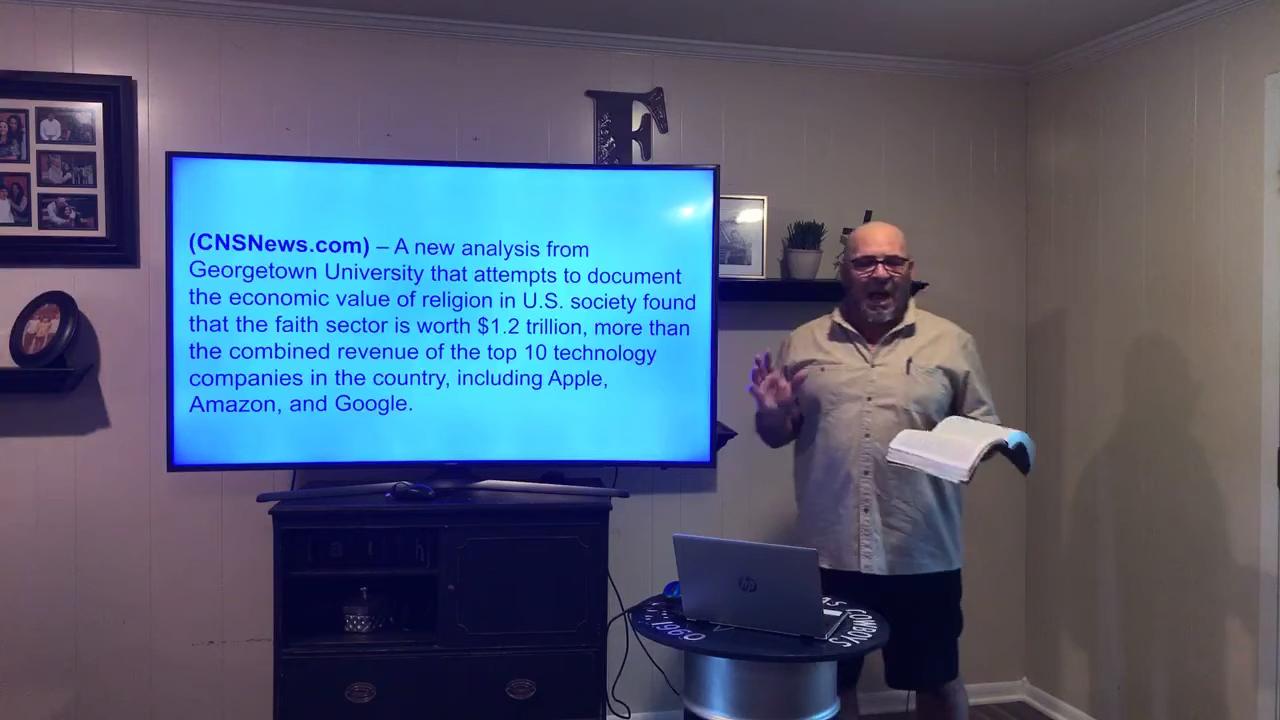 F
(CNSNews.com) – A new analysis from
Georgetown University that attempts to document
the economic value of religion in U.S. society found
that the faith sector is worth $1.2 trillion, more than
the combined revenue of the top 10 technology
companies in the country, including Apple,
Amazon, and Google.
hp
COWBOYS
1960